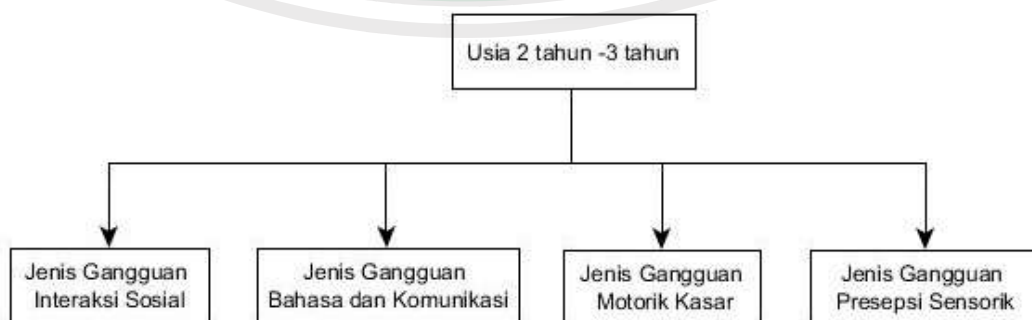 Usia 2 tahun -3 tahun
Jenis Gangguan
Interaksi Sosial
Jenis Gangguan
Bahasa dan Komunikasi
Jenis Gangguan
Motorik Kasar
Jenis Gangguan
Presepsi Sensorik